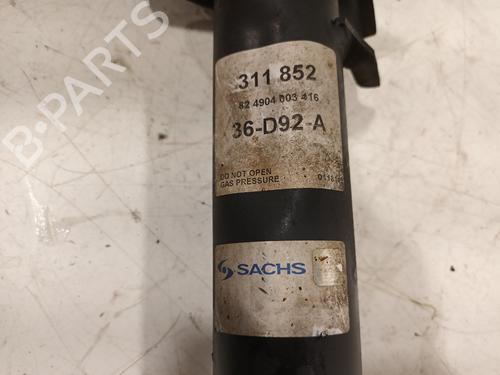 311 852
82 4904 003 416
36-D92-A
DO NOT OPEN
GAS PRESSURE
SACHS
B-PARTS